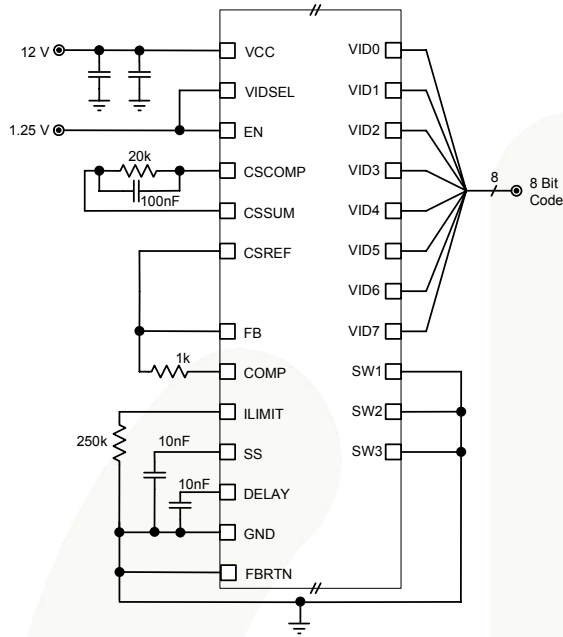 12 V
VCC
VID0
VIDSEL
VID1
1.25 V
EN
VID2
20k
CSCOMP
VID3
100nF
8
8 Bit
Code
CSSUM
VID4
CSREF
VID5
VID6
FB
VID7
1k
COMP
SW1
ILIMIT
SW2
250k
10nF
SS
SW3
10nF
DELAY
GND
FBRTN